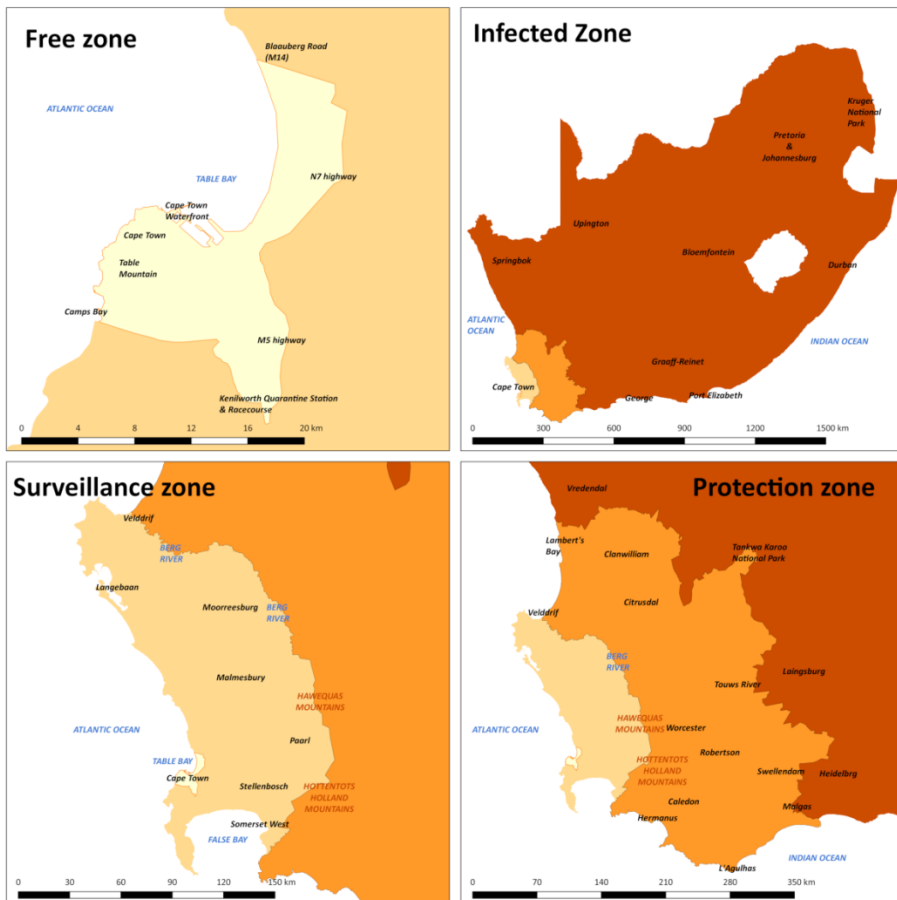 Free zone
Blaauberg Road
(M14)
ATLANTIC OCEAN
TABLE BAY
N7 highway
Cape Town
Waterfront
Cape Town
Table
Mountain
Camps Bay
M5 highway
Kenilworth Quarantine Station
& Racecourse
0 4 8 12 16 20 km
Infected Zone
Kruger
National
Park
Pretoria
&
Johannesburg
Upington
Bloemfontein
Springbok
Durban
ATLANTIC
OCEAN
INDIAN OCEAN
Graaff-Reinet
Cape Town
George
Port Elizabeth
0 300 600 900 1200 1500 km
Surveillance zone
Velddrif
BERG
RIVER
Langebaan
Moorreesburg
BERG
RIVER
Malmesbury
HAWEQUAS
MOUNTAINS
ATLANTIC OCEAN
Paarl
TABLE BAY
Cape Town
Stellenbosch
HOTTENTOTS
HOLLAND
MOUNTAINS
Somerset West
FALSE BAY
0 30 60 90 120 150 km
Protection zone
Vredendal
Lambert's
Bay
Clanwilliam
Tankwa Karoo
National Park
Citrusdal
Velddrif
BERG
RIVER
Laingsburg
Touws River
HAWEQUAS
MOUNTAINS
ATLANTIC OCEAN
Worcester
Robertson
HOTTENTOTS
HOLLAND
MOUNTAINS
Swellendam
Heidelbrg
Caledon
Malgas
Hermanus
INDIAN OCEAN
L'Agulhas
0 70 140 210 280 350 km